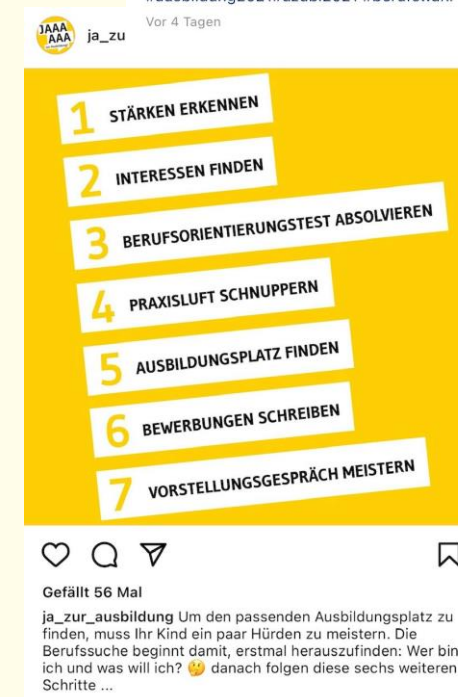 Vor 4 Tagen
JAAA
AAA
ja_zu
1 STÄRKEN ERKENNEN
2 INTERESSEN FINDEN
3 BERUFSORIENTIERUNGSTEST ABSOLVIEREN
4 PRAXISLUFT SCHNUPPERN
5 AUSBILDUNGSPLATZ FINDEN
6 BEWERBUNGEN SCHREIBEN
7 VORSTELLUNGSGESPRÄCH MEISTERN
Gefällt 56 Mal
ja_zur_ausbildung Um den passenden Ausbildungsplatz zu
finden, muss Ihr Kind ein paar Hürden zu meistern. Die
Berufssuche beginnt damit, erstmal herauszufinden: Wer bin
ich und was will ich? 🤔 danach folgen diese sechs weiteren
Schritte ...